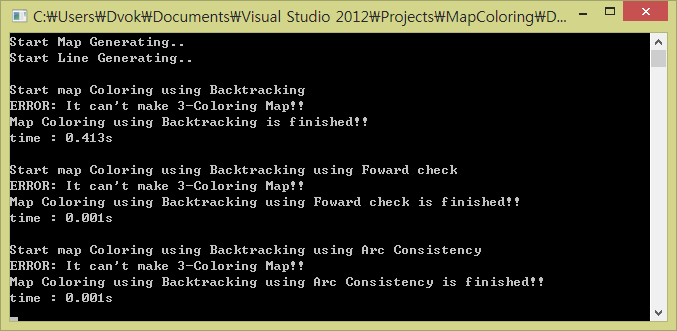 C:₩Users₩Dvok₩Documents₩Visual Studio 2012₩Projects₩MapColoring₩D...
Start Map Generating..
Start Line Generating..
Start map Coloring using Backtracking
ERROR: It can't make 3-Coloring Map!!
Map Coloring using Backtracking is finished!!
time : 0.413s
Start map Coloring using Backtracking using Foward check
ERROR: It can't make 3-Coloring Map!!
Map Coloring using Backtracking using Foward check is finished!!
time : 0.001s
Start map Coloring using Backtracking using Arc Consistency
ERROR: It can't make 3-Coloring Map!!
Map Coloring using Backtracking using Arc Consistency is finished!!
time : 0.001s